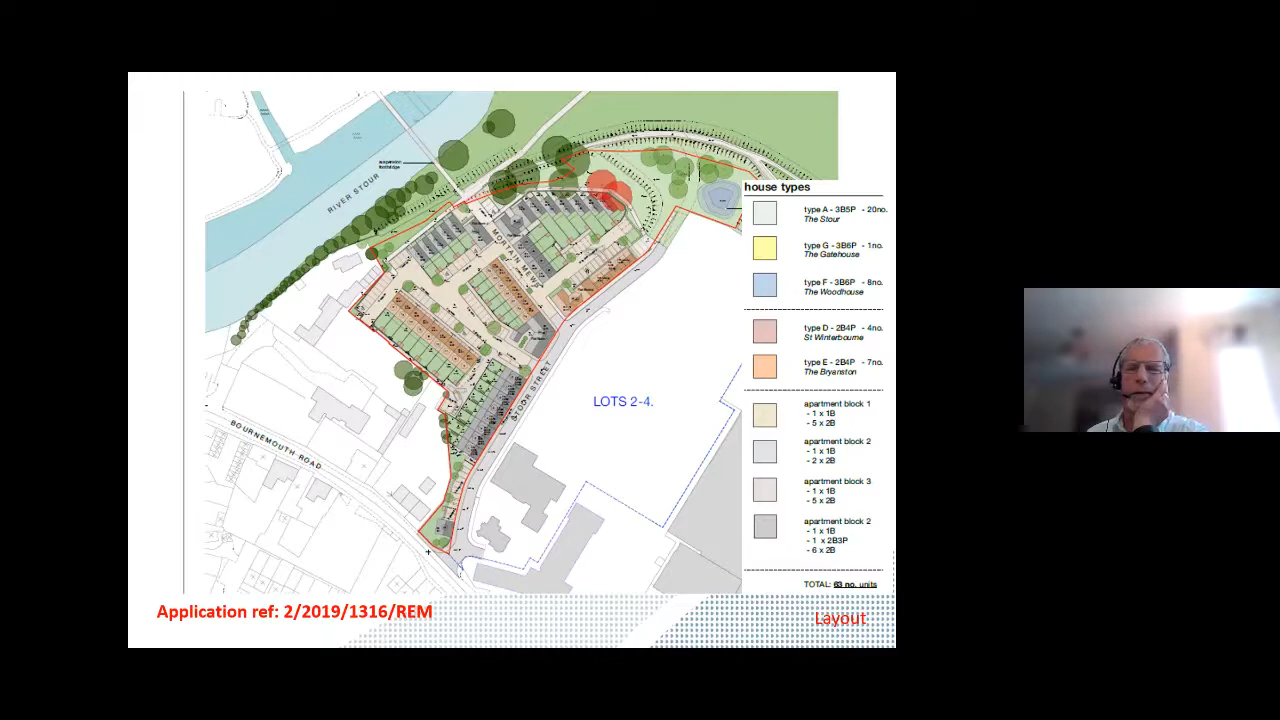 suspension
footbridge
RIVER STOUR
MORTAIN MEWS
STOUR STREET
BOURNEMOUTH ROAD
LOTS 2-4.
house types
type A - 3B5P - 20no.
The Stour
type G - 3B6P - 1no.
The Gatehouse
type F - 3B6P - 8no.
The Woodhouse
type D - 2B4P - 4no.
St Winterbourne
type E - 2B4P - 7no.
The Bryanston
apartment block 1
- 1 x 1B
- 5 x 2B
apartment block 2
- 1 x 1B
- 2 x 2B
apartment block 3
- 1 x 1B
- 5 x 2B
apartment block 2
- 1 x 1B
- 1 x 2B3P
- 6 x 2B
TOTAL: 63 no. units
Application ref: 2/2019/1316/REM
Layout